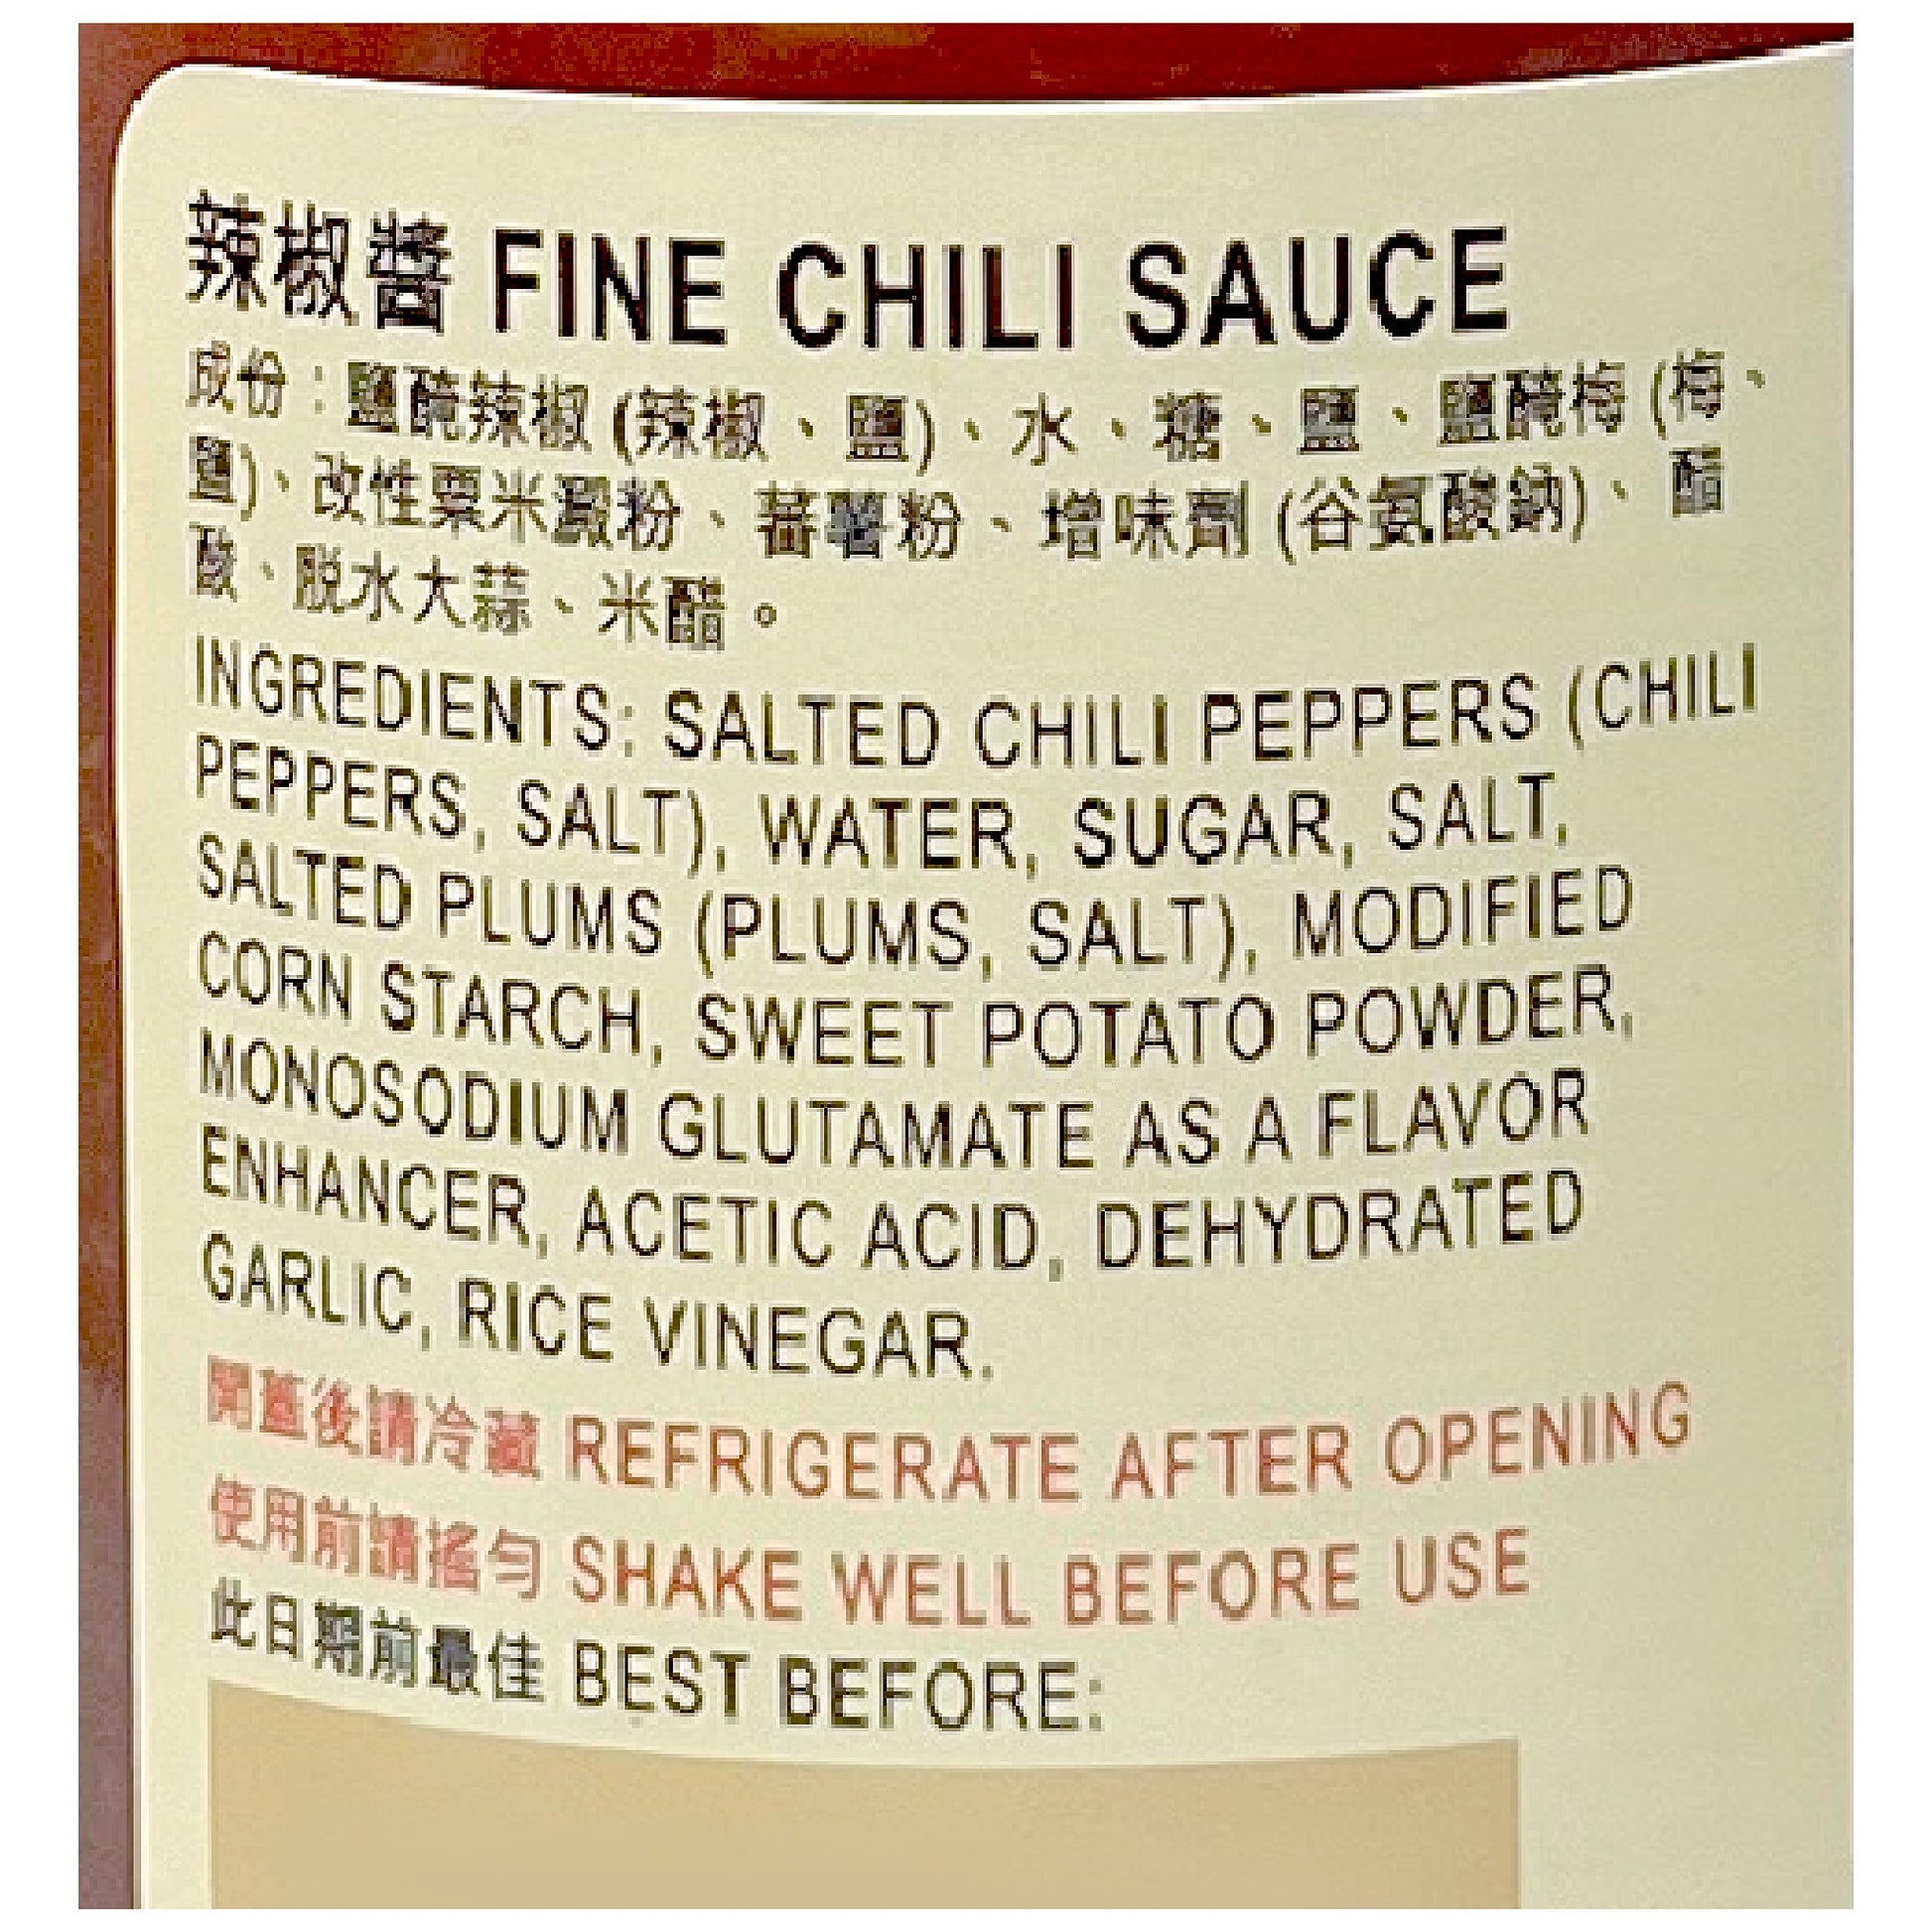 辣椒醬 FINE CHILI SAUCE
成份：鹽醃辣椒 (辣椒、鹽)、水、糖、鹽、鹽醃梅 (梅、
鹽)、改性粟米澱粉、蕃薯粉、增味劑 (谷氨酸鈉)、醋
酸、脫水大蒜、米醋。
INGREDIENTS: SALTED CHILI PEPPERS (CHILI
PEPPERS, SALT), WATER, SUGAR, SALT,
SALTED PLUMS (PLUMS, SALT), MODIFIED
CORN STARCH, SWEET POTATO POWDER,
MONOSODIUM GLUTAMATE AS A FLAVOR
ENHANCER, ACETIC ACID, DEHYDRATED
GARLIC, RICE VINEGAR.
開蓋後請冷藏 REFRIGERATE AFTER OPENING
使用前請搖勻 SHAKE WELL BEFORE USE
此日期前最佳 BEST BEFORE: